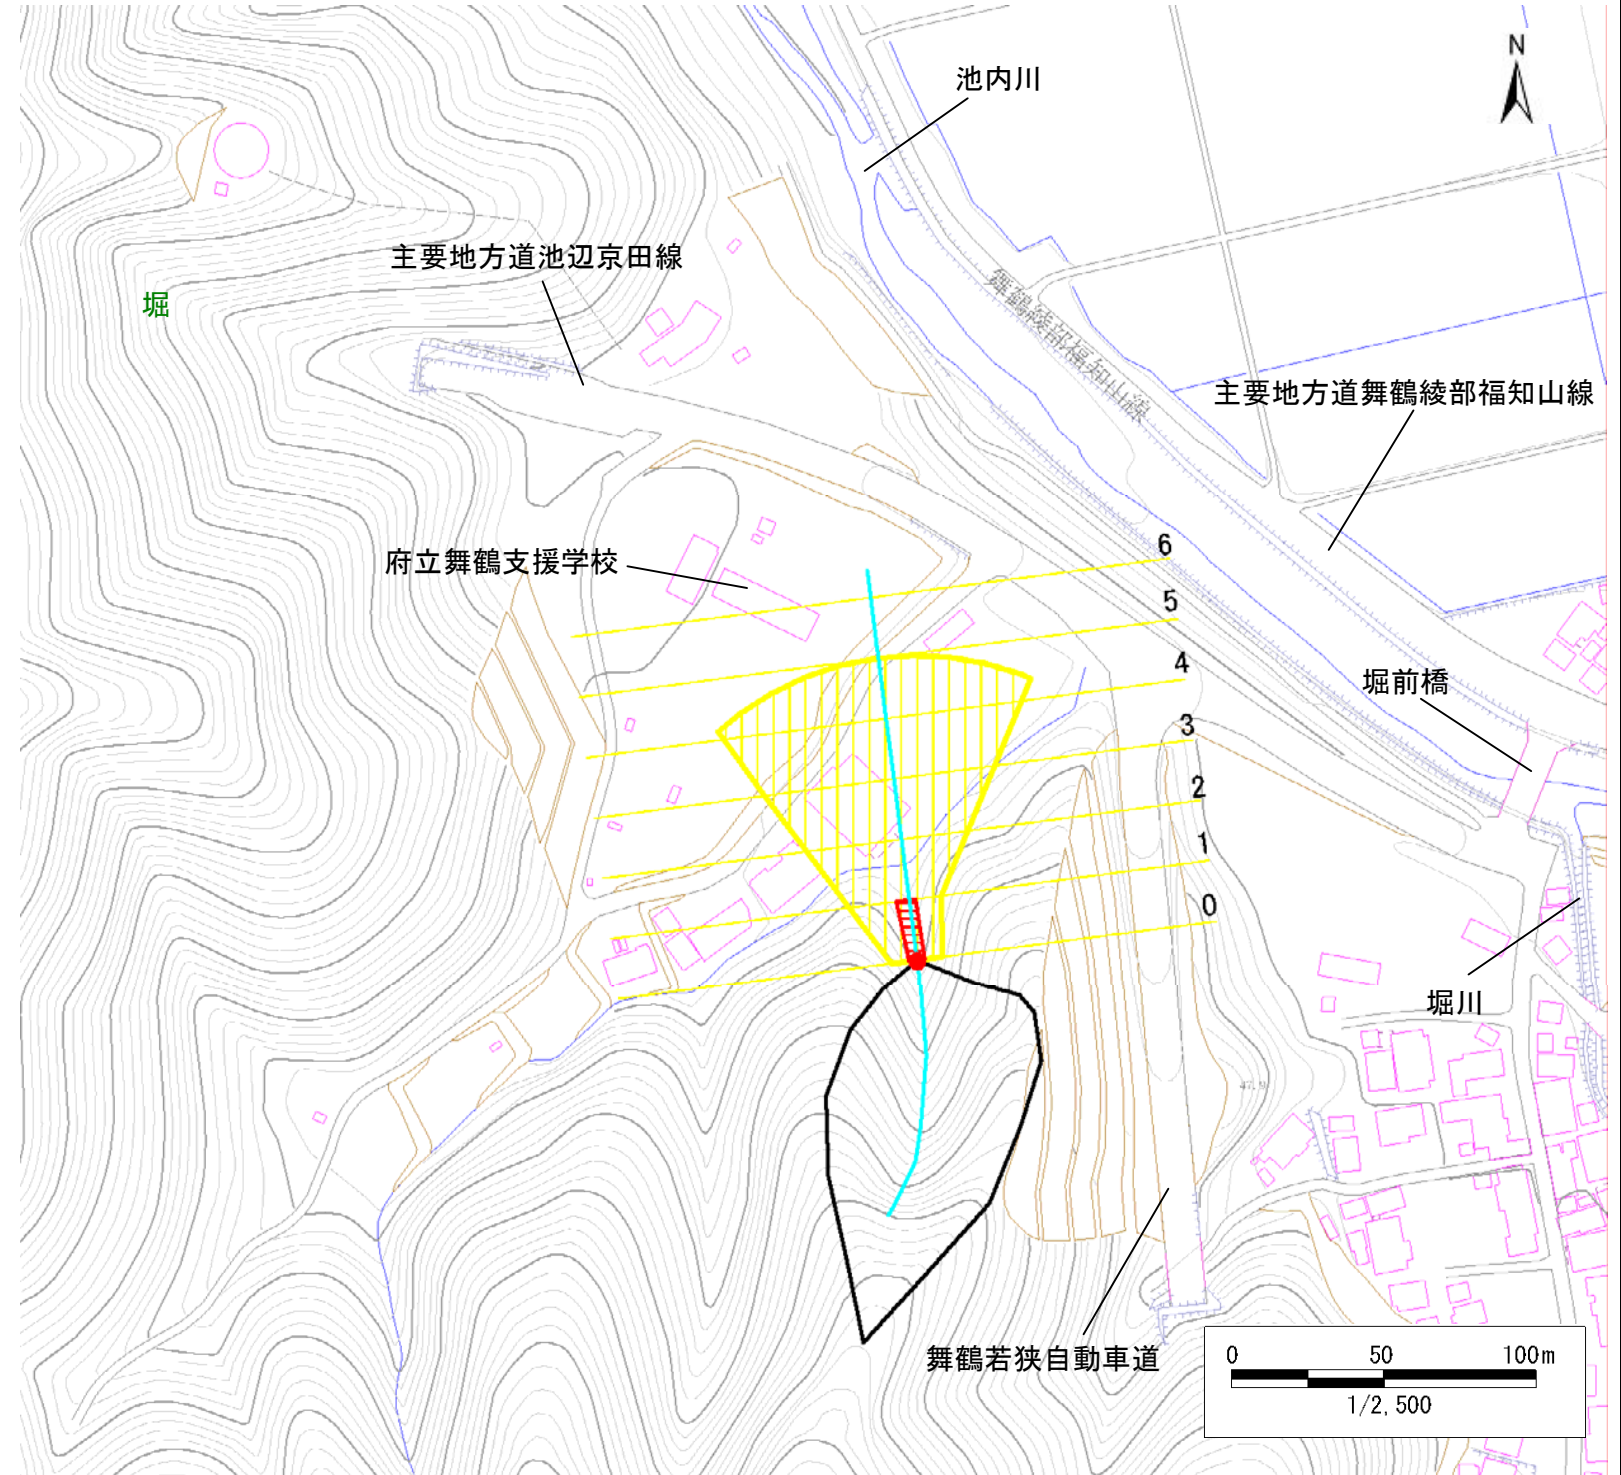 N
池内川
主要地方道池辺京田線
堀
舞鶴綾部福知山線
主要地方道舞鶴綾部福知山線
6
府立舞鶴支援学校
5
4
堀前橋
3
2
1
0
堀川
47.9
舞鶴若狭自動車道
0 50 100m
1/2,500